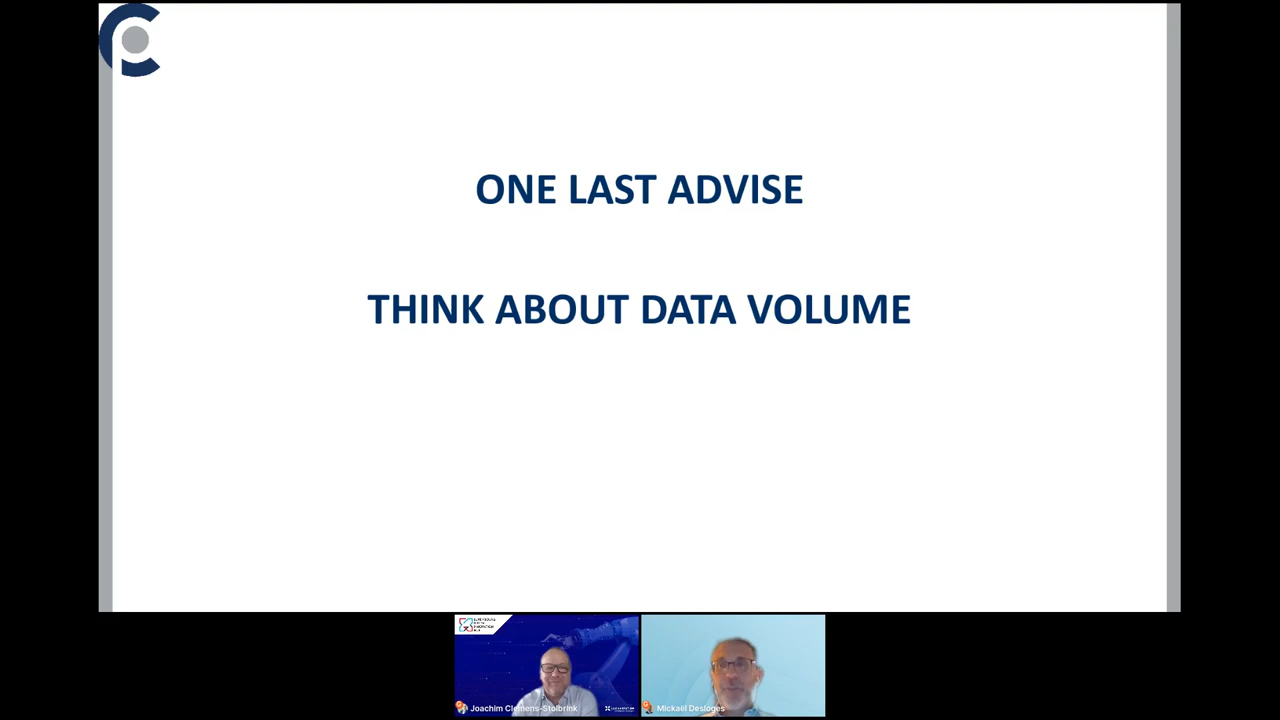 ONE LAST ADVISE
THINK ABOUT DATA VOLUME
Joachim Clemens-Stolbrink
Mickaël Desloges